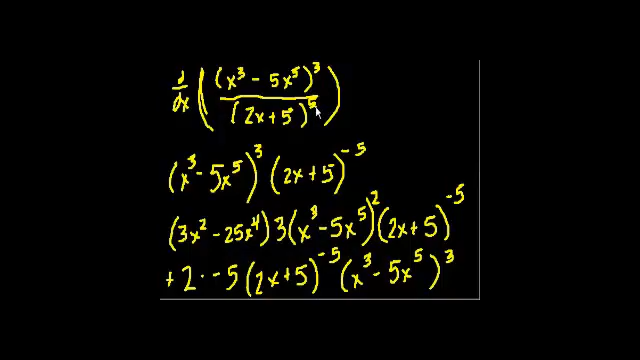 d/dx ( (x³ - 5x⁵)³ / (2x+5)⁵ )
(x³ - 5x⁵)³ (2x+5)⁻⁵
(3x² - 25x⁴) 3 (x³ - 5x⁵)² (2x+5)⁻⁵
+ 2 · -5 (2x+5)⁻⁵ (x³ - 5x⁵)³